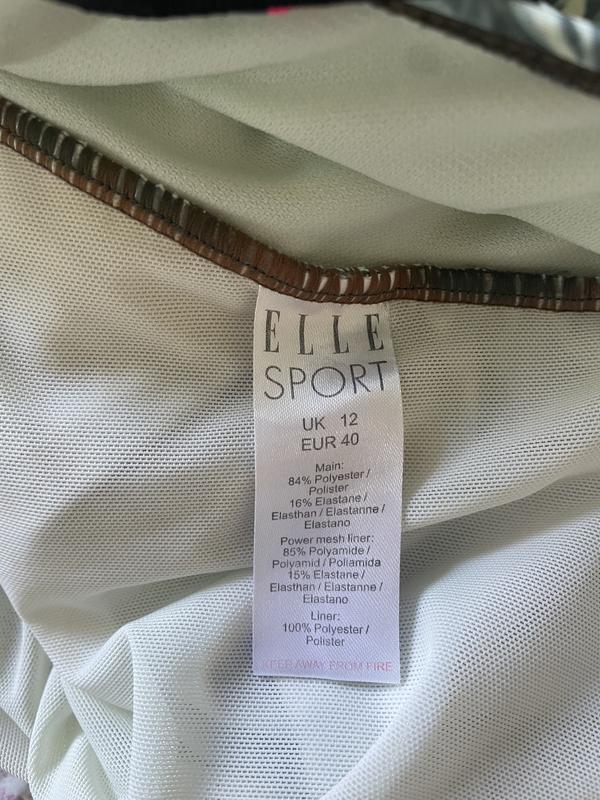 ELLE
SPORT
UK 12
EUR 40
Main:
84% Polyester /
Polister
16% Elastane /
Elasthan / Elastanne /
Elastano
Power mesh liner:
85% Polyamide /
Polyamid / Poliamida
15% Elastane /
Elasthan / Elastanne /
Elastano
Liner:
100% Polyester /
Polister
KEEP AWAY FROM FIRE